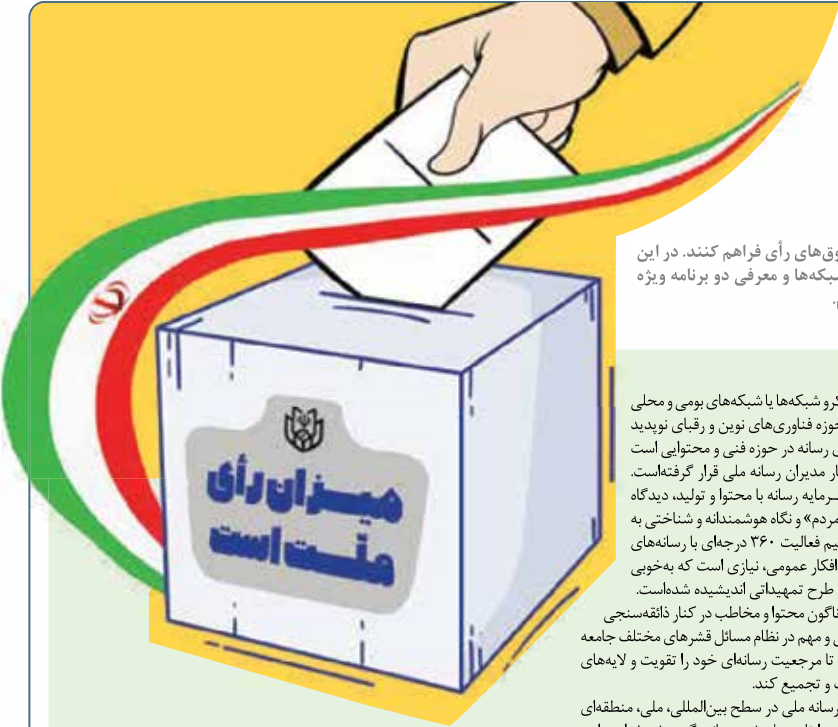 وق‌های رأی فراهم کنند. در این
شبکه‌ها و معرفی دو برنامه ویژه
میزان رأی
ملّت است
کرو شبکه‌ها یا شبکه‌های بومی و محلی
حوزه فناوری‌های نوین و رقبای نوپدید
ی رسانه در حوزه فنی و محتوایی است
ار مدیران رسانه ملی قرار گرفته‌است.
سرمایه رسانه با محتوا و تولید، دیدگاه
مردم» و نگاه هوشمندانه و شناختی به
یم فعالیت ۳۶۰ درجه‌ای با رسانه‌های
افکار عمومی، نیازی است که به‌خوبی
طرح تمهیداتی اندیشیده شده‌است.
ناگون محتوا و مخاطب در کنار ذائقه‌سنجی
ی و مهم در نظام مسائل قشرهای مختلف جامعه
تا مرجعیت رسانه‌ای خود را تقویت و لایه‌های
و تجمیع کند.
رسانه ملی در سطح بین‌المللی، ملی، منطقه‌ای